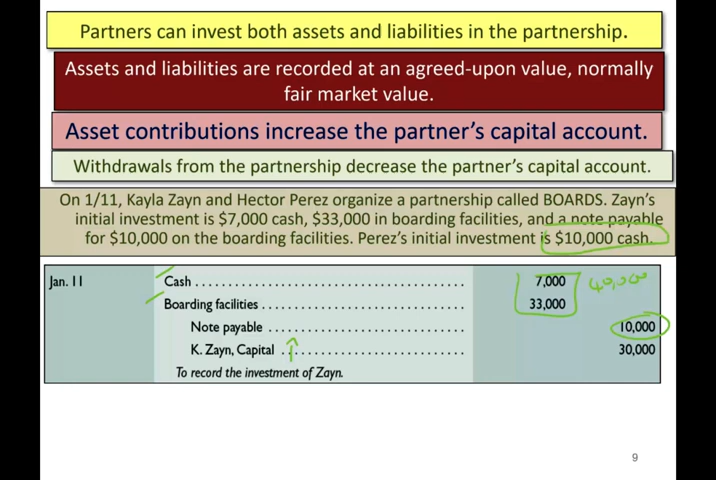 Partners can invest both assets and liabilities in the partnership.
Assets and liabilities are recorded at an agreed-upon value, normally
fair market value.
Asset contributions increase the partner's capital account.
Withdrawals from the partnership decrease the partner's capital account.
On 1/11, Kayla Zayn and Hector Perez organize a partnership called BOARDS. Zayn's
initial investment is $7,000 cash, $33,000 in boarding facilities, and a note payable
for $10,000 on the boarding facilities. Perez's initial investment is $10,000 cash.
Jan. 11 Cash . . . . . . . . . . . . . . . . . . . . . . . . . . . . . . . . . . . . . . 7,000 40,000
Boarding facilities . . . . . . . . . . . . . . . . . . . . . . . . . . . . . 33,000
Note payable . . . . . . . . . . . . . . . . . . . . . . . . . . . . 10,000
K. Zayn, Capital . . . . . . . . . . . . . . . . . . . . . . . . . . 30,000
To record the investment of Zayn.
9